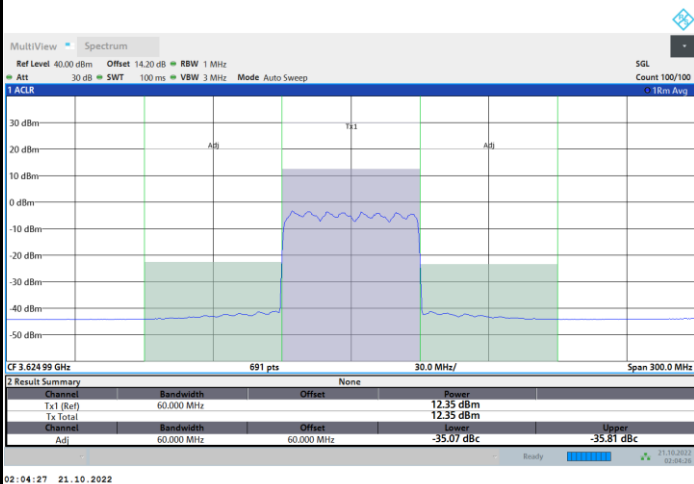 MultiView Spectrum
Ref Level 40.00 dBm Offset 14.20 dB RBW 1 MHz SGL
Att 30 dB SWT 100 ms VBW 3 MHz Mode Auto Sweep Count 100/100
1 ACLR 1Rm Avg
30 dBm
Tx1
20 dBm
Adj Adj
10 dBm
0 dBm
-10 dBm
-20 dBm
-30 dBm
-40 dBm
-50 dBm
CF 3.624 99 GHz 691 pts 30.0 MHz/ Span 300.0 MHz
2 Result Summary None
Channel Bandwidth Offset Power
Tx1 (Ref) 60.000 MHz 12.35 dBm
Tx Total 12.35 dBm
Channel Bandwidth Offset Lower Upper
Adj 60.000 MHz 60.000 MHz -35.07 dBc -35.81 dBc
Ready 21.10.2022
02:04:26
02:04:27 21.10.2022